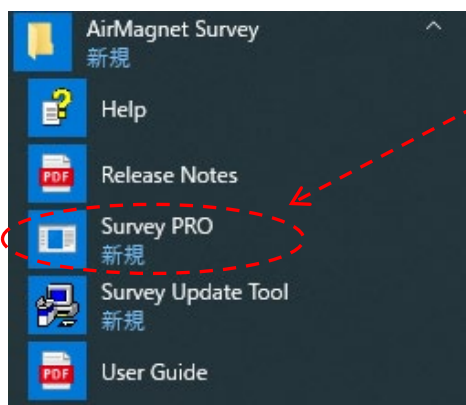 AirMagnet Survey
新規
Help
PDF
Release Notes
Survey PRO
新規
Survey Update Tool
新規
PDF
User Guide